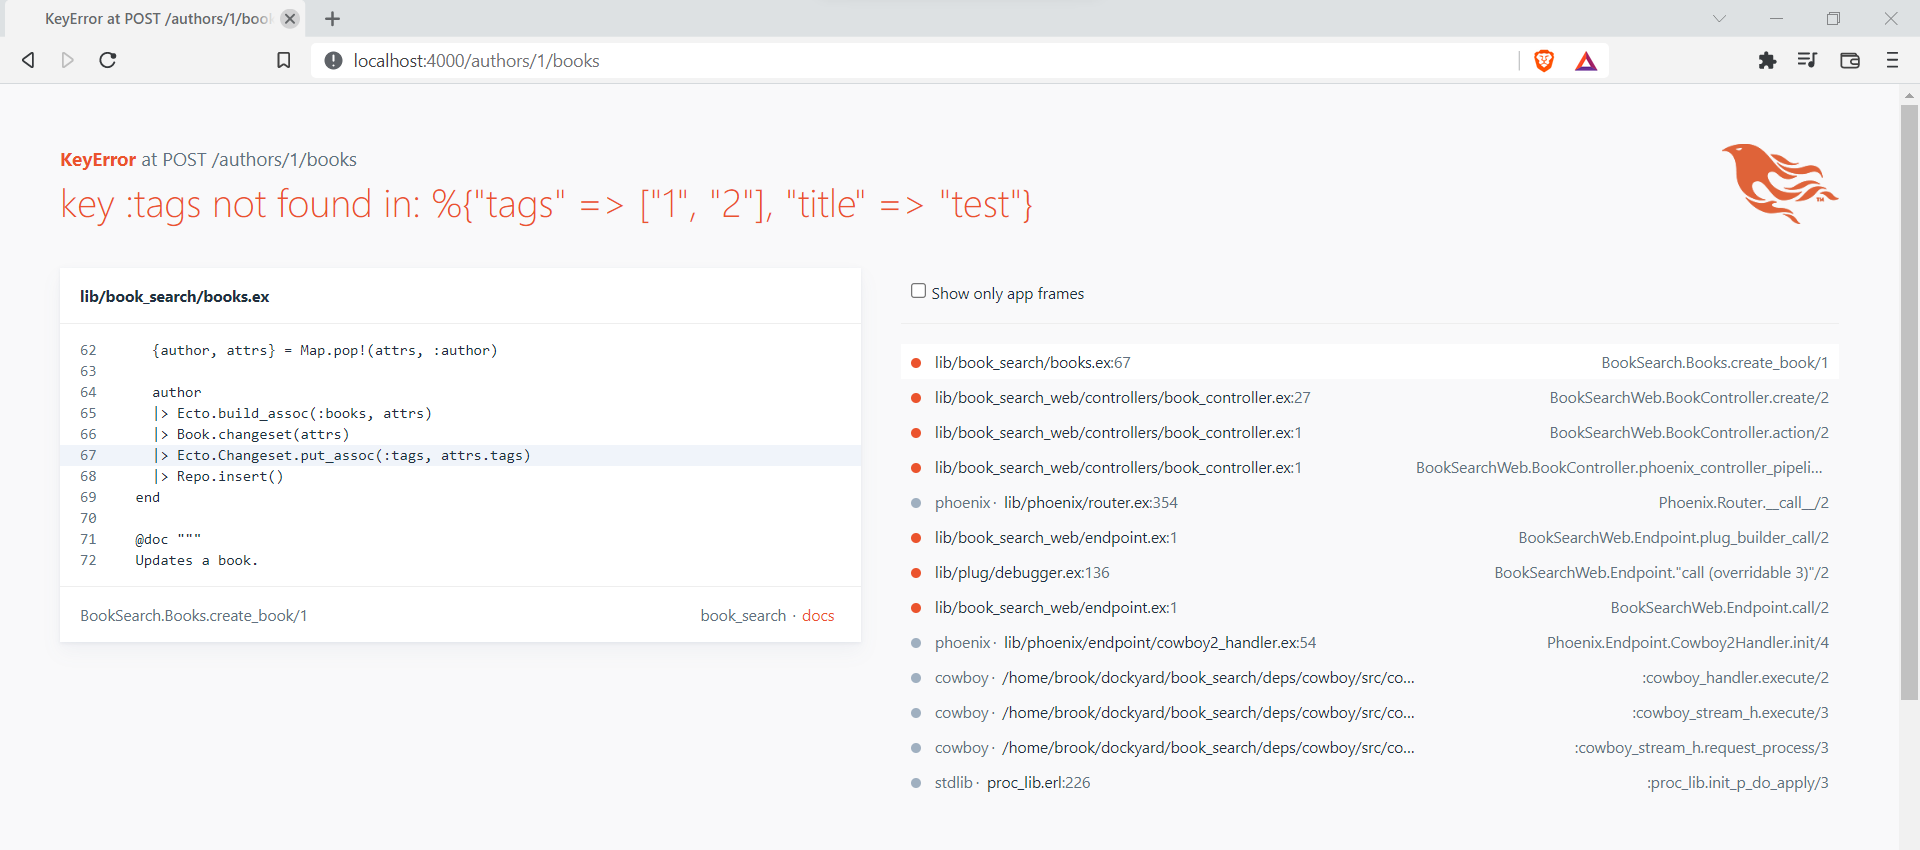 KeyError at POST /authors/1/boo
localhost:4000/authors/1/books
KeyError at POST /authors/1/books
key :tags not found in: %{"tags" => ["1", "2"], "title" => "test"}
TM
lib/book_search/books.ex
62 {author, attrs} = Map.pop!(attrs, :author)
63
64 author
65 |> Ecto.build_assoc(:books, attrs)
66 |> Book.changeset(attrs)
67 |> Ecto.Changeset.put_assoc(:tags, attrs.tags)
68 |> Repo.insert()
69 end
70
71 @doc """
72 Updates a book.
BookSearch.Books.create_book/1 book_search · docs
Show only app frames
lib/book_search/books.ex:67 BookSearch.Books.create_book/1
lib/book_search_web/controllers/book_controller.ex:27 BookSearchWeb.BookController.create/2
lib/book_search_web/controllers/book_controller.ex:1 BookSearchWeb.BookController.action/2
lib/book_search_web/controllers/book_controller.ex:1 BookSearchWeb.BookController.phoenix_controller_pipeli...
phoenix · lib/phoenix/router.ex:354 Phoenix.Router.__call__/2
lib/book_search_web/endpoint.ex:1 BookSearchWeb.Endpoint.plug_builder_call/2
lib/plug/debugger.ex:136 BookSearchWeb.Endpoint."call (overridable 3)"/2
lib/book_search_web/endpoint.ex:1 BookSearchWeb.Endpoint.call/2
phoenix · lib/phoenix/endpoint/cowboy2_handler.ex:54 Phoenix.Endpoint.Cowboy2Handler.init/4
cowboy · /home/brook/dockyard/book_search/deps/cowboy/src/co... :cowboy_handler.execute/2
cowboy · /home/brook/dockyard/book_search/deps/cowboy/src/co... :cowboy_stream_h.execute/3
cowboy · /home/brook/dockyard/book_search/deps/cowboy/src/co... :cowboy_stream_h.request_process/3
stdlib · proc_lib.erl:226 :proc_lib.init_p_do_apply/3